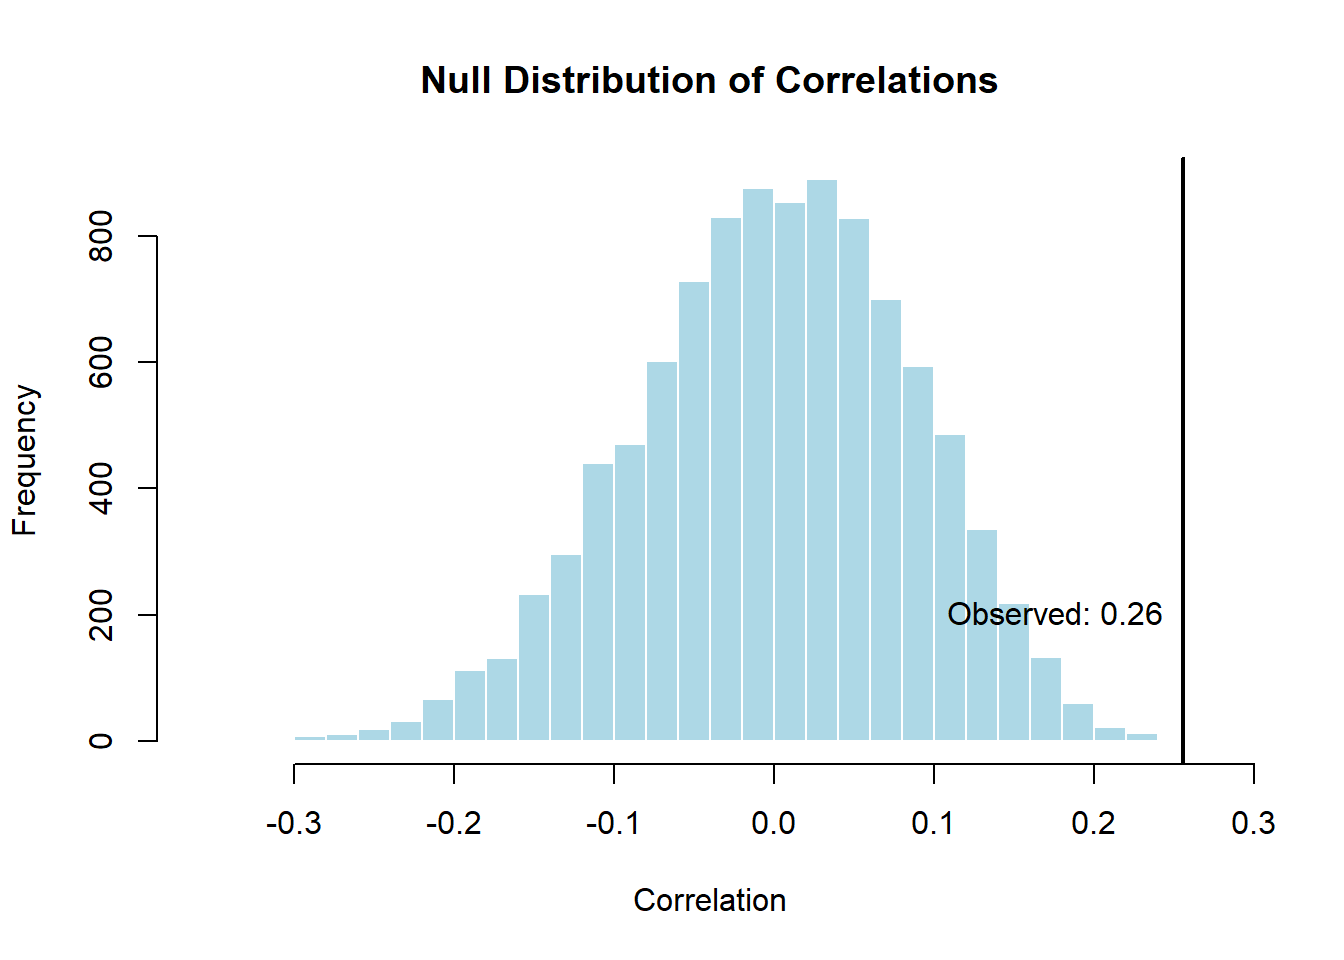 Null Distribution of Correlations
Frequency
800
600
400
200
0
Observed: 0.26
-0.3 -0.2 -0.1 0.0 0.1 0.2 0.3
Correlation